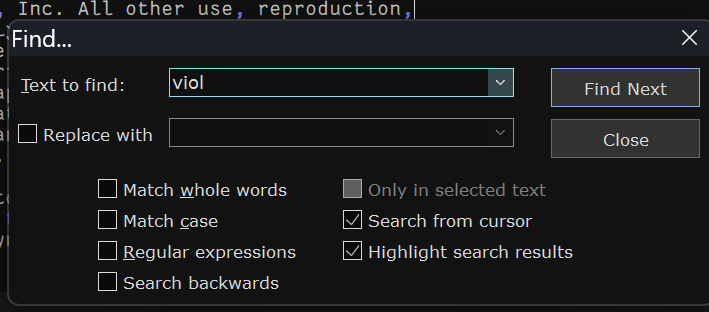 , Inc. All other use, reproduction,
Find...
Text to find:
viol
Find Next
Replace with
Close
Match whole words
Only in selected text
Match case
Search from cursor
Regular expressions
Highlight search results
Search backwards